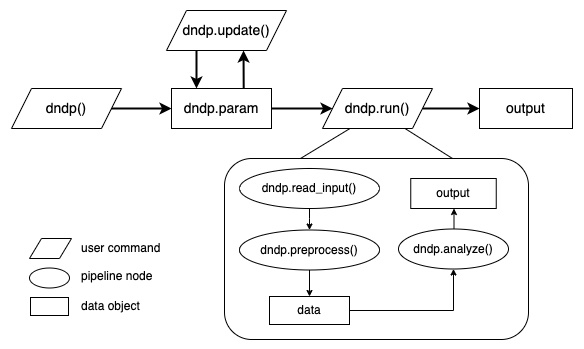 dndp.update()
dndp()
dndp.param
dndp.run()
output
dndp.read_input()
output
dndp.preprocess()
dndp.analyze()
data
user command
pipeline node
data object